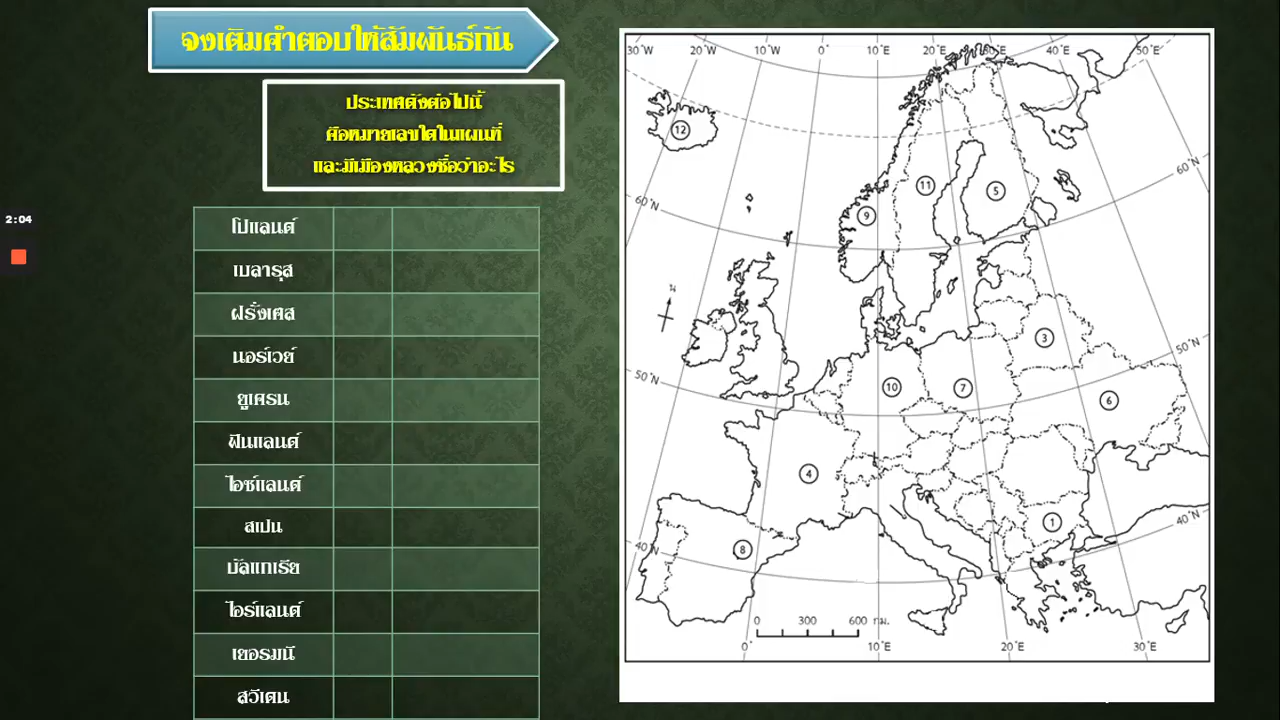 จงเติมคำตอบให้สัมพันธ์กัน
ประเทศดังต่อไปนี้
คือหมายเลขใดในแผนที่
และมีเมืองหลวงชื่อว่าอะไร
2:04
โปแลนด์
เบลารุส
ฝรั่งเศส
นอร์เวย์
ยูเครน
ฟินแลนด์
ไอซ์แลนด์
สเปน
บัลแกเรีย
ไอร์แลนด์
เยอรมนี
สวีเดน
30°W 20°W 10°W 0° 10°E 20°E 30°E 40°E 50°E
12
60°N
11
5
9
60°N
น
3
50°N
50°N
10
7
6
4
1
40°N
40°N
8
0 300 600 กม.
0° 10°E 20°E 30°E